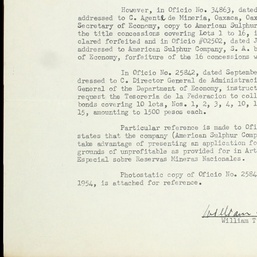 However, in Oficio No. 34863, dated
addressed to C. Agent de Mineria, Oaxaca, Oax
Secretary of Economy, copy to American Sulphur
the title concessions covering Lots 1 to 16, i
clared forfeited and in Oficio #02502, dated J
addressed to American Sulphur Company, S. A. b
of Economy, forfeiture of the 16 concessions w
In Oficio No. 25842, dated Septembe
dressed to C. Director General de Administraci
General of the Department of Economy, instruct
request the Tesoreria de la Federacion to coll
bonds covering 10 lots, Nos. 1, 2, 3, 4, 10, 1
15, amounting to 1500 pesos each.
Particular reference is made to Ofi
states that the company (American Sulphur Comp
take advantage of presenting an application fo
grounds of unprofitable as provided for in Art
Especial sobre Reservas Mineras Nacionales.
Photostatic copy of Oficio No. 2584
1954, is attached for reference.
William
William T